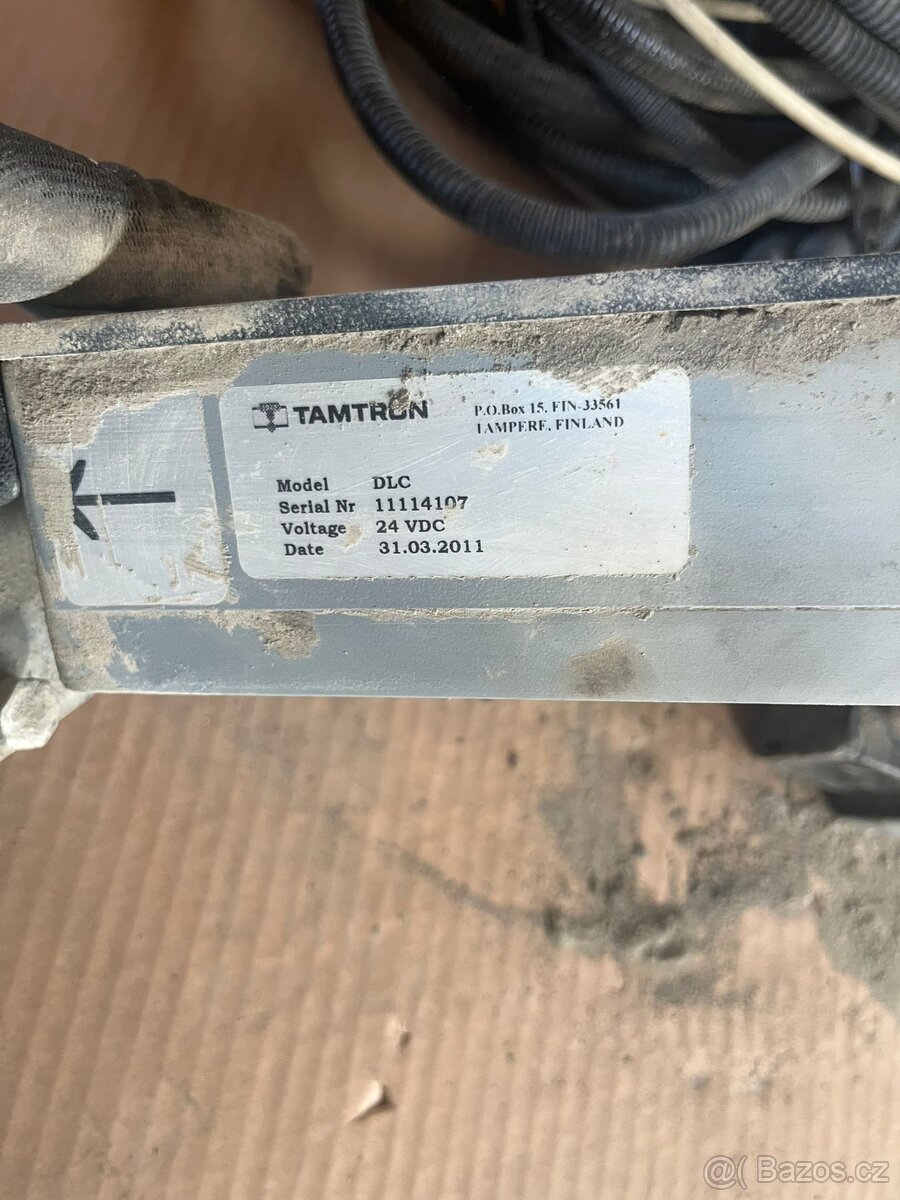 TAMTRON
P.O.Box 15, FIN-33561
TAMPERE, FINLAND
Model DLC
Serial Nr 11114107
Voltage 24 VDC
Date 31.03.2011
@( Bazos.cz